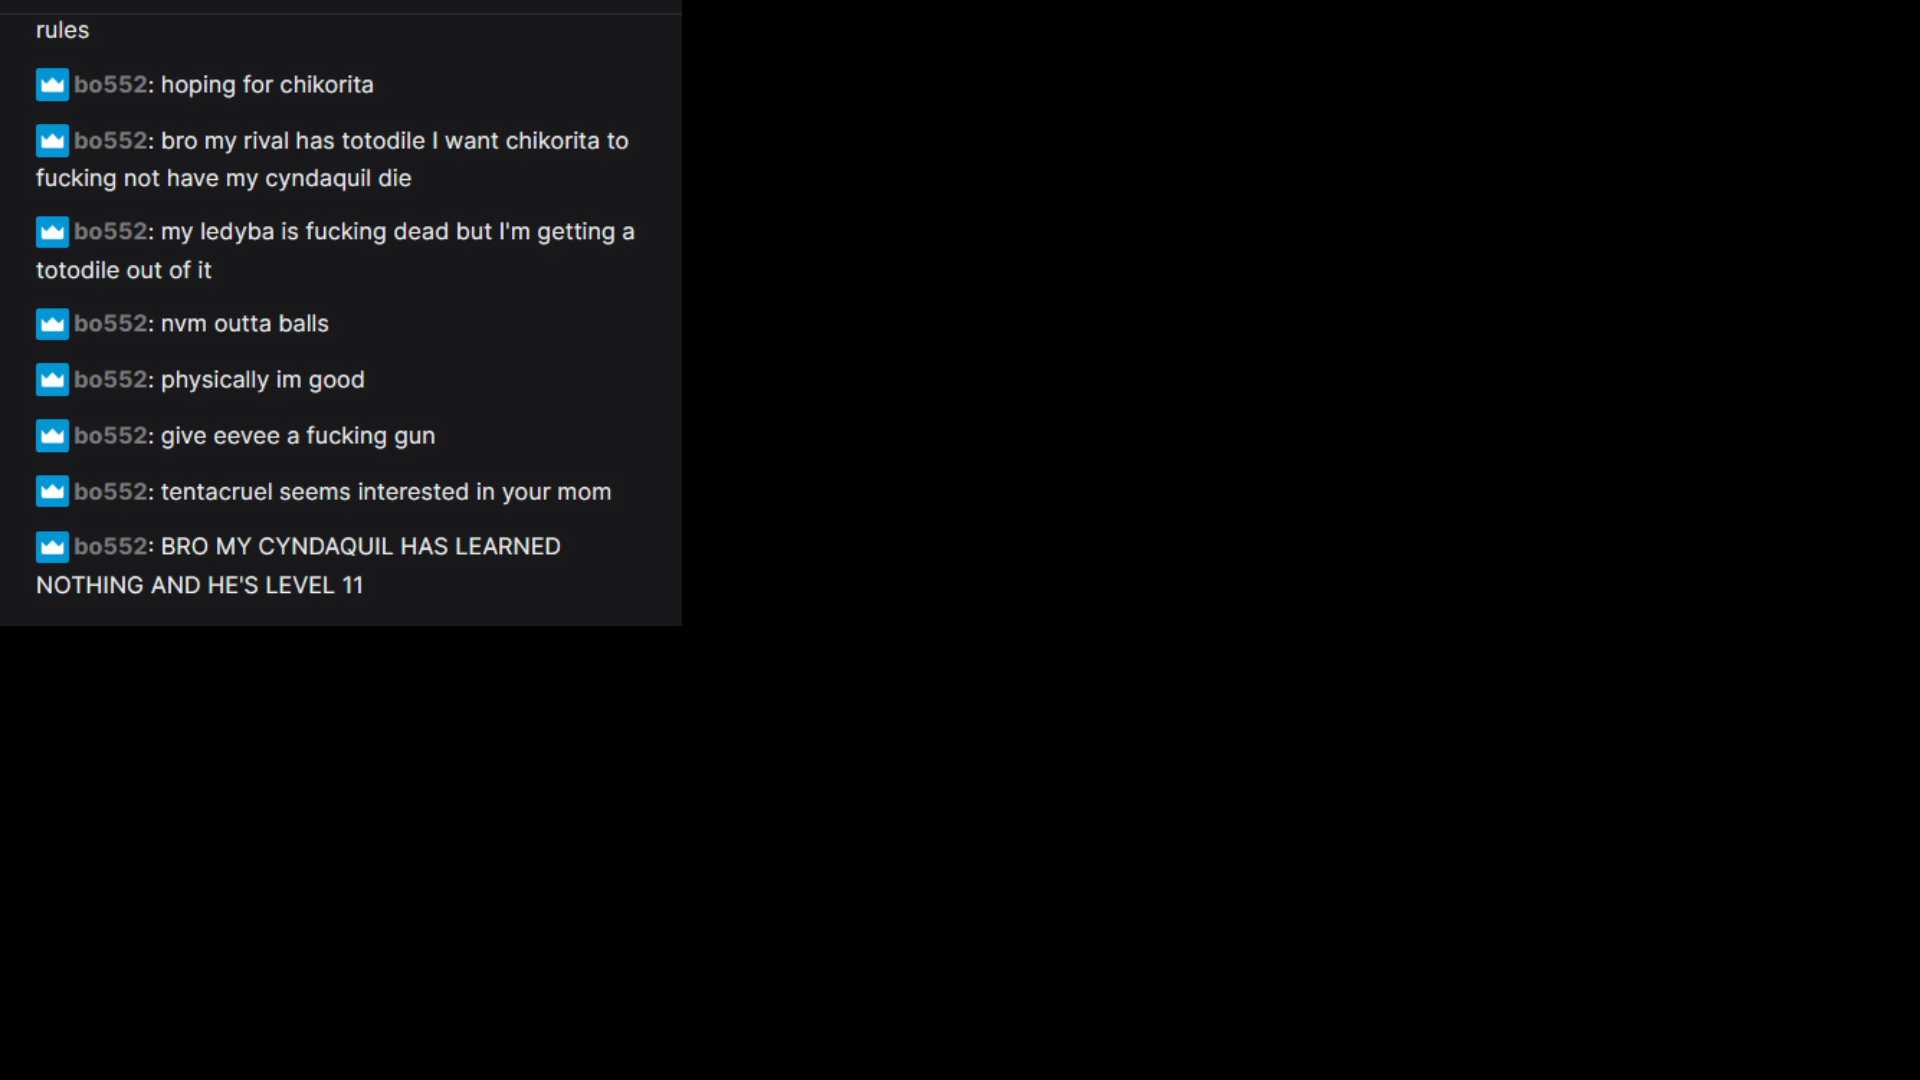 rules
bo552: hoping for chikorita
bo552: bro my rival has totodile I want chikorita to
fucking not have my cyndaquil die
bo552: my ledyba is fucking dead but I'm getting a
totodile out of it
bo552: nvm outta balls
bo552: physically im good
bo552: give eevee a fucking gun
bo552: tentacruel seems interested in your mom
bo552: BRO MY CYNDAQUIL HAS LEARNED
NOTHING AND HE'S LEVEL 11